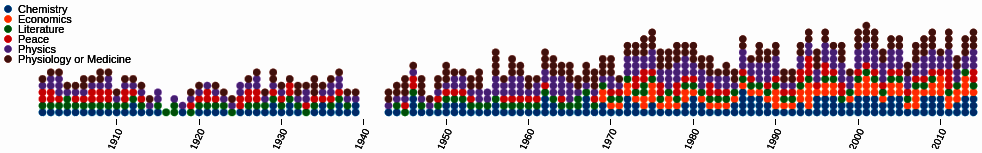 Chemistry
Economics
Literature
Peace
Physics
Physiology or Medicine
1910
1920
1930
1940
1950
1960
1970
1980
1990
2000
2010